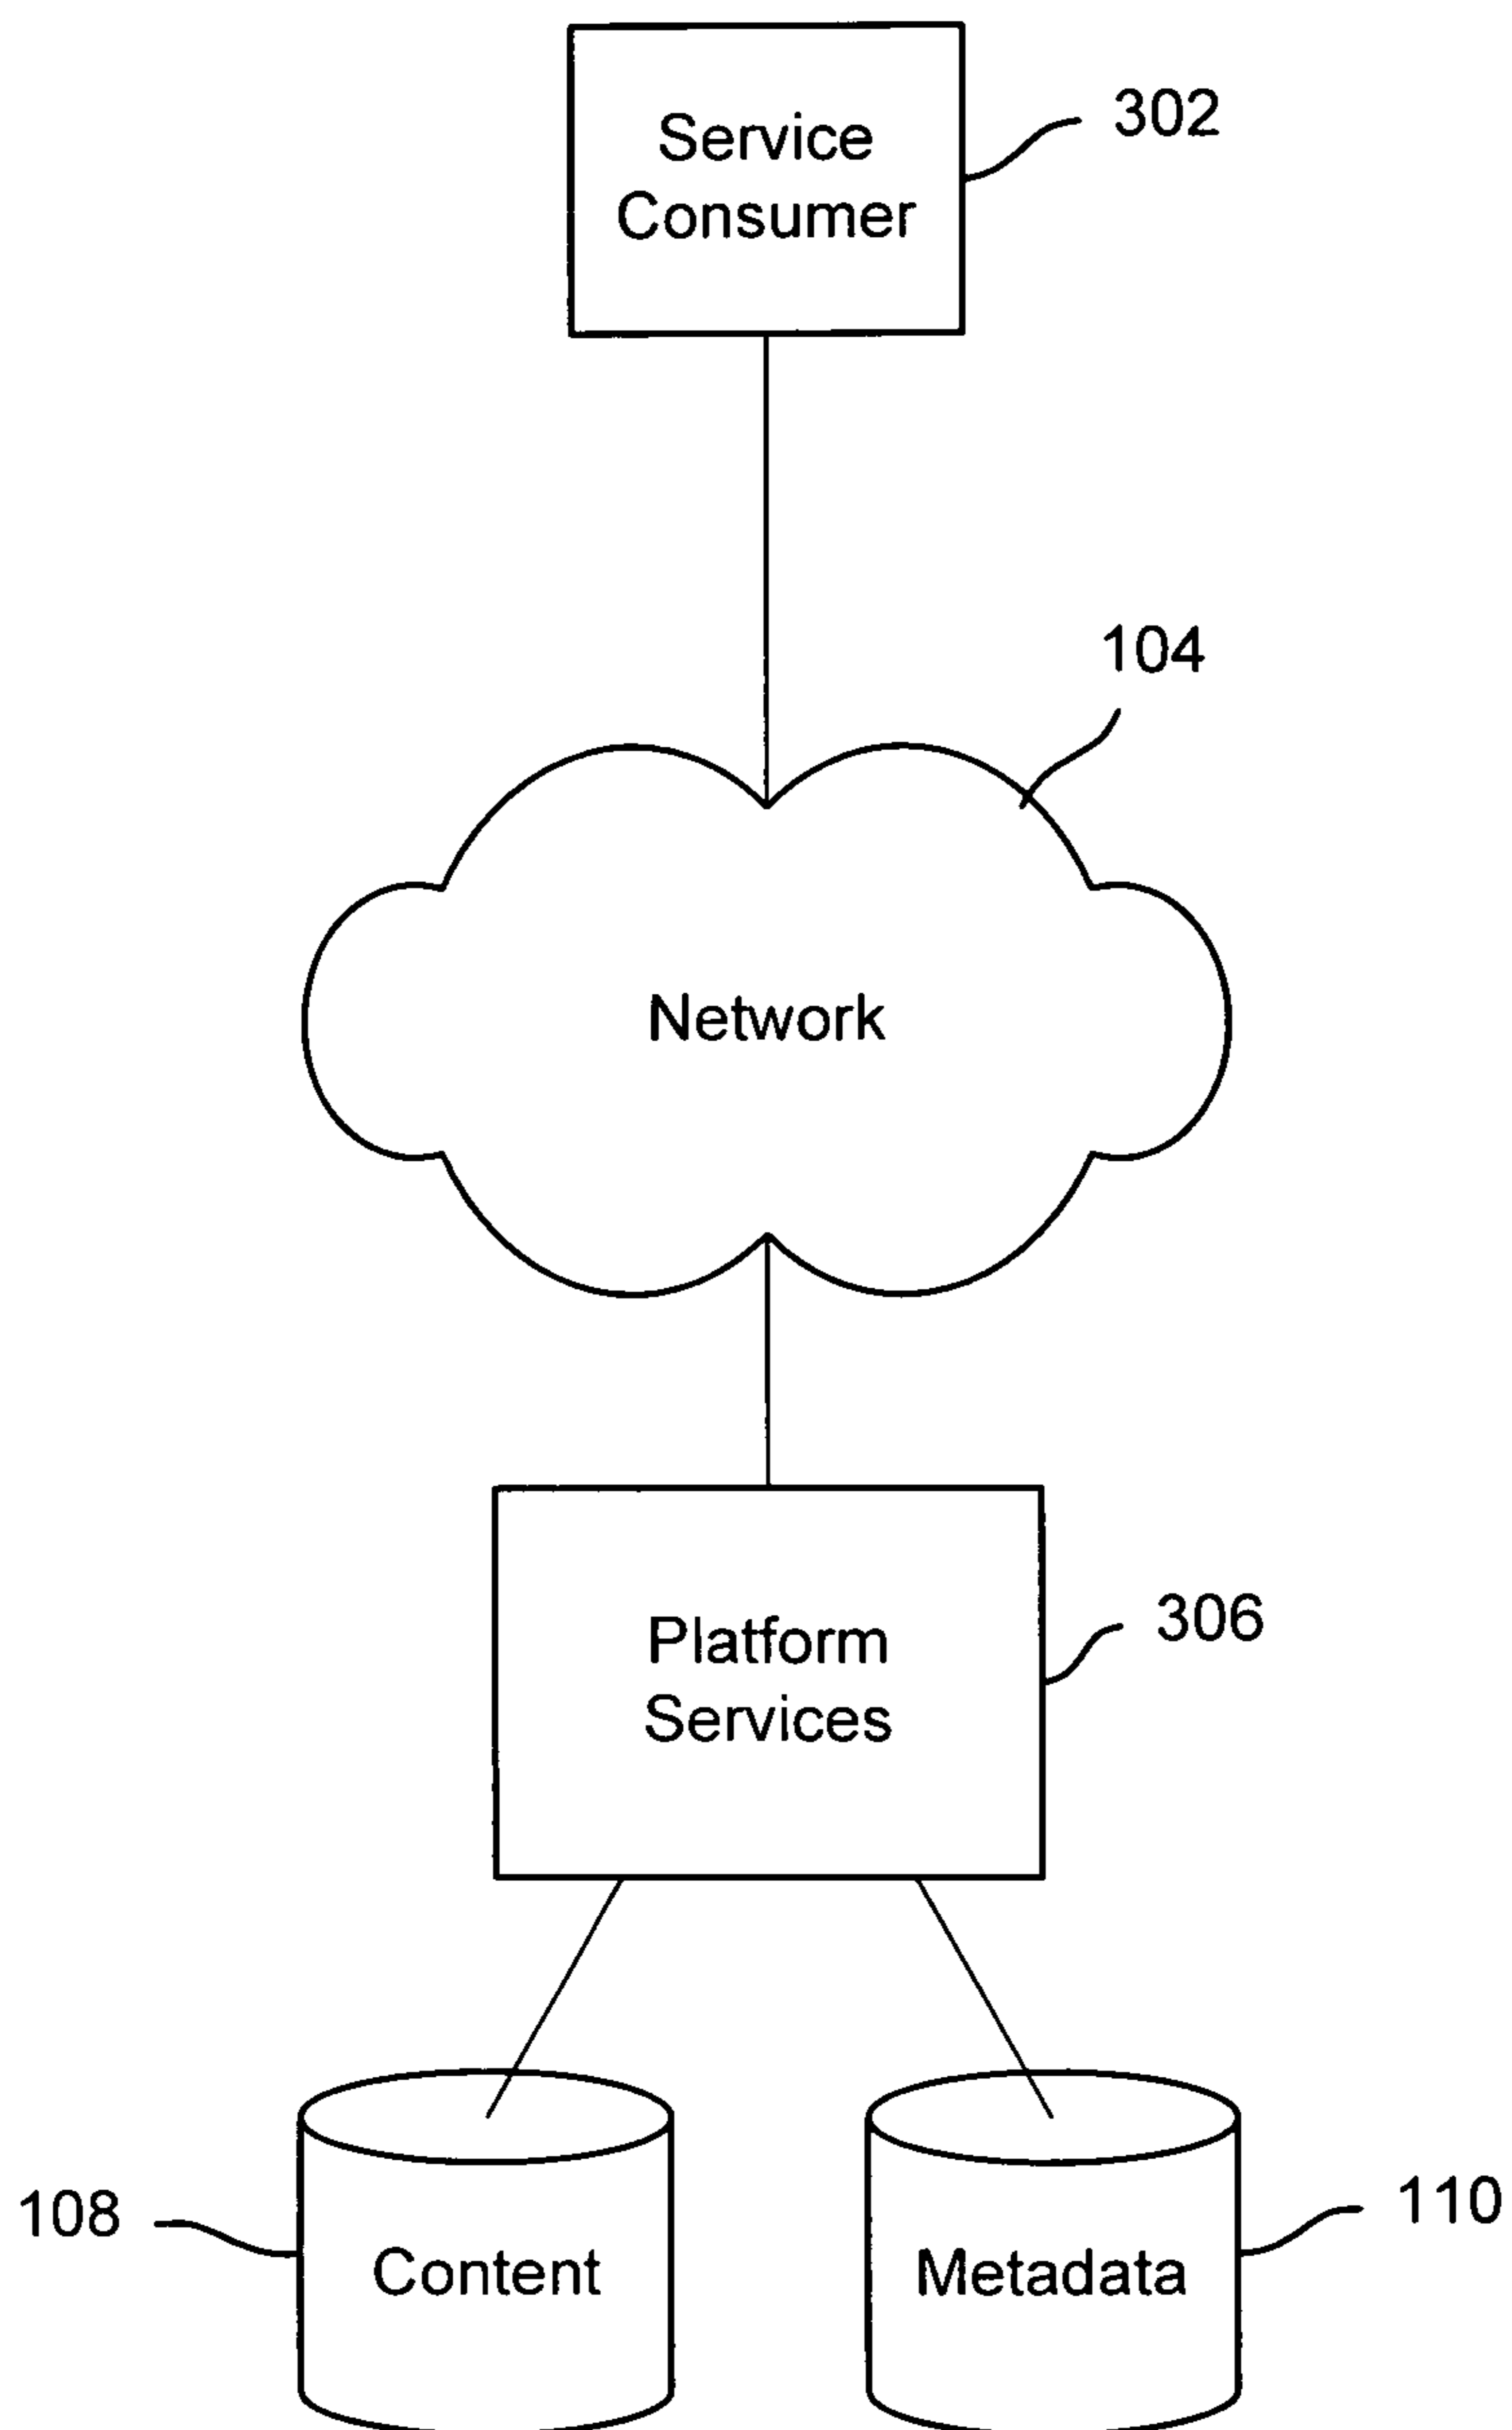 Service
Consumer
302
104
Network
Platform
Services
306
108
Content
Metadata
110